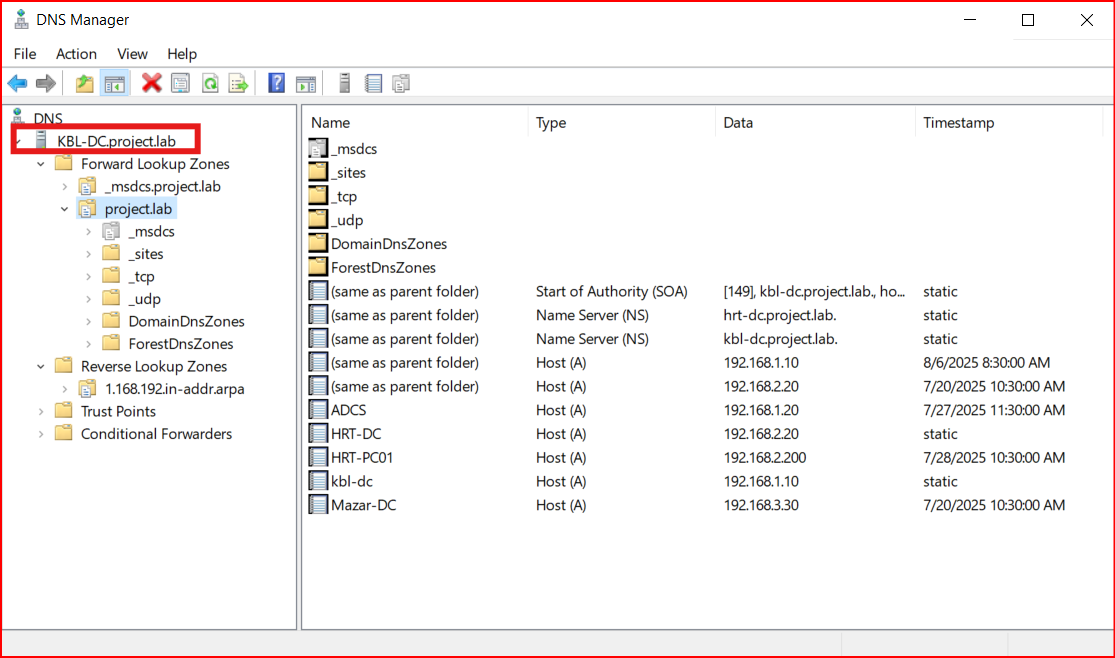 DNS Manager
File Action View Help
DNS
KBL-DC.project.lab
Forward Lookup Zones
_msdcs.project.lab
project.lab
_msdcs
_sites
_tcp
_udp
DomainDnsZones
ForestDnsZones
Reverse Lookup Zones
1.168.192.in-addr.arpa
Trust Points
Conditional Forwarders
Name Type Data Timestamp
_msdcs
_sites
_tcp
_udp
DomainDnsZones
ForestDnsZones
(same as parent folder) Start of Authority (SOA) [149], kbl-dc.project.lab., ho... static
(same as parent folder) Name Server (NS) hrt-dc.project.lab. static
(same as parent folder) Name Server (NS) kbl-dc.project.lab. static
(same as parent folder) Host (A) 192.168.1.10 8/6/2025 8:30:00 AM
(same as parent folder) Host (A) 192.168.2.20 7/20/2025 10:30:00 AM
ADCS Host (A) 192.168.1.20 7/27/2025 11:30:00 AM
HRT-DC Host (A) 192.168.2.20 static
HRT-PC01 Host (A) 192.168.2.200 7/28/2025 10:30:00 AM
kbl-dc Host (A) 192.168.1.10 static
Mazar-DC Host (A) 192.168.3.30 7/20/2025 10:30:00 AM